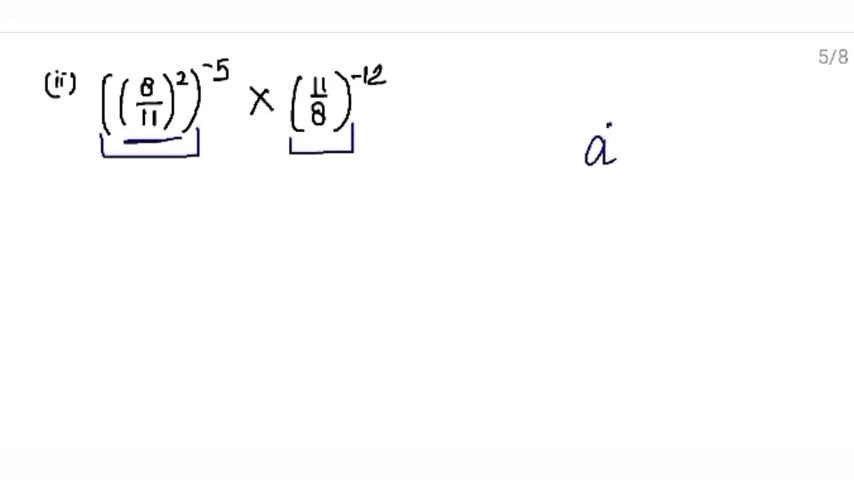 5/8
(ii) ((8/11)²)⁻⁵ × (11/8)⁻¹²
a